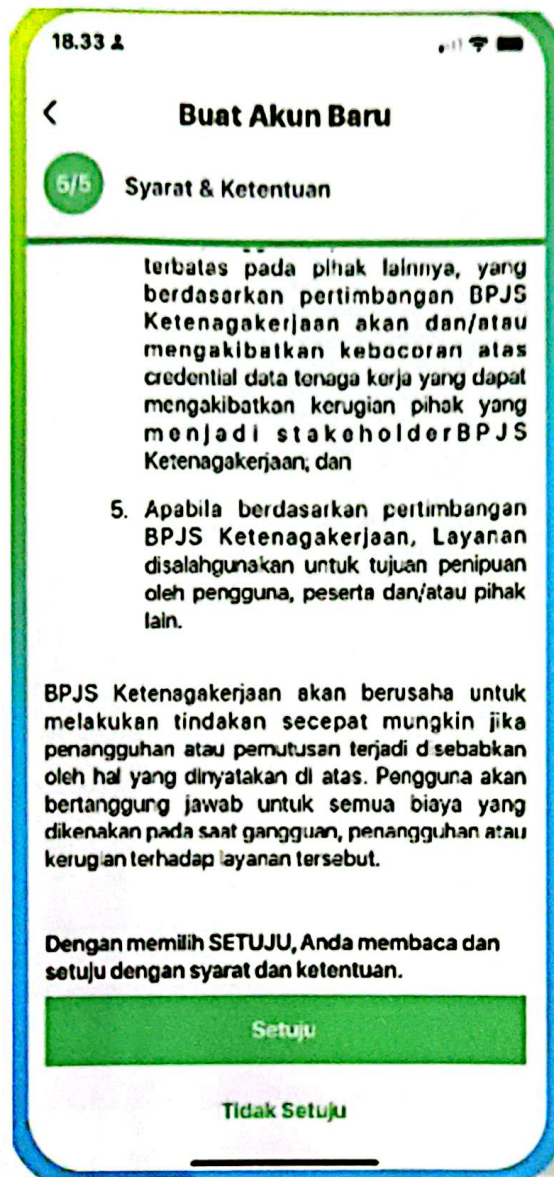 18.33
Buat Akun Baru
5/5
Syarat & Ketentuan
terbatas pada pihak lainnya, yang
berdasarkan pertimbangan BPJS
Ketenagakerjaan akan dan/atau
mengakibatkan kebocoran atas
credential data tenaga kerja yang dapat
mengakibatkan kerugian pihak yang
menjadi stakeholderBPJS
Ketenagakerjaan; dan
5. Apabila berdasarkan pertimbangan
BPJS Ketenagakerjaan, Layanan
disalahgunakan untuk tujuan penipuan
oleh pengguna, peserta dan/atau pihak
lain.
BPJS Ketenagakerjaan akan berusaha untuk
melakukan tindakan secepat mungkin jika
penangguhan atau pemutusan terjadi disebabkan
oleh hal yang dinyatakan di atas. Pengguna akan
bertanggung jawab untuk semua biaya yang
dikenakan pada saat gangguan, penangguhan atau
kerugian terhadap layanan tersebut.
Dengan memilih SETUJU, Anda membaca dan
setuju dengan syarat dan ketentuan.
Setuju
Tidak Setuju